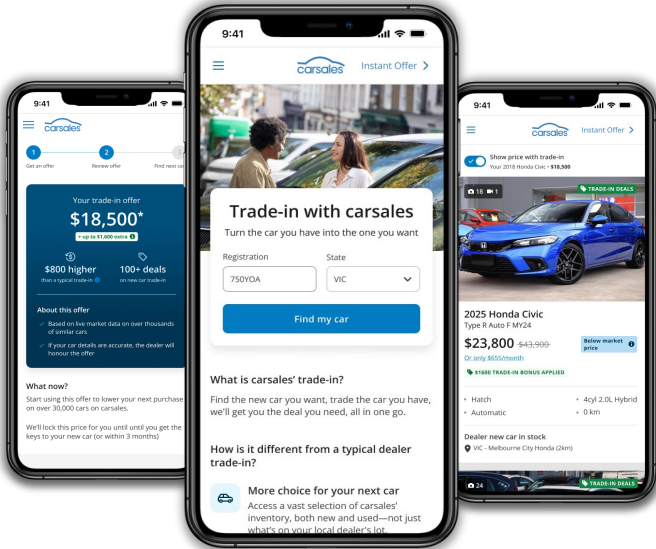 9:41
carsales
1
2
3
Get an offer
Review offer
Find next car
Your trade-in offer
$18,500*
+ up to $1,600 extra
$800 higher
than a typical trade-in
100+ deals
on new car trade-in
About this offer
Based on live market data on over thousands
of similar cars
If your car details are accurate, the dealer will
honour the offer
What now?
Start using this offer to lower your next purchase
on over 30,000 cars on carsales.
We'll lock this price for you until until you get the
keys to your new car (or within 3 months)
9:41
carsales
Instant Offer
Trade-in with carsales
Turn the car you have into the one you want
Registration
State
750YOA
VIC
Find my car
What is carsales' trade-in?
Find the new car you want, trade the car you have,
we'll get you the deal you need, all in one go.
How is it different from a typical dealer
trade-in?
More choice for your next car
Access a vast selection of carsales'
inventory, both new and used—not just
what's on your local dealer's lot.
9:41
carsales
Instant Offer
Show price with trade-in
Your 2018 Honda Civic • $18,500
18
1
TRADE-IN DEALS
2025 Honda Civic
Type R Auto F MY24
$23,800 $43,900
Below market
price
Or only $655/month
$1600 TRADE-IN BONUS APPLIED
• Hatch
• 4cyl 2.0L Hybrid
• Automatic
• 0 km
Dealer new car in stock
VIC - Melbourne City Honda (2km)
24
TRADE-IN DEALS